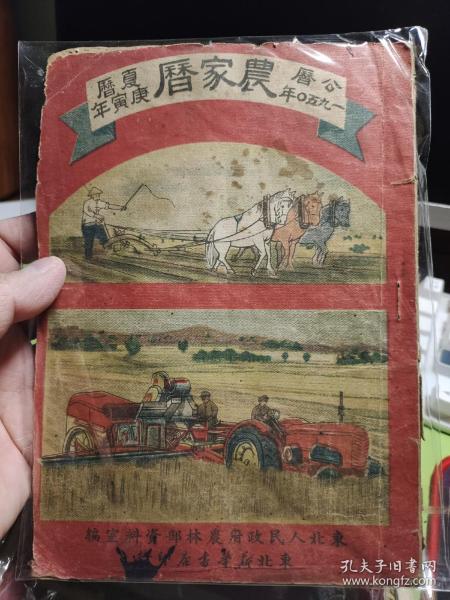 公曆一九五〇年
農家曆
夏曆庚寅年
東北人民政府農林部資料室編
東北新華書店
孔夫子旧书网
www.kongfz.com